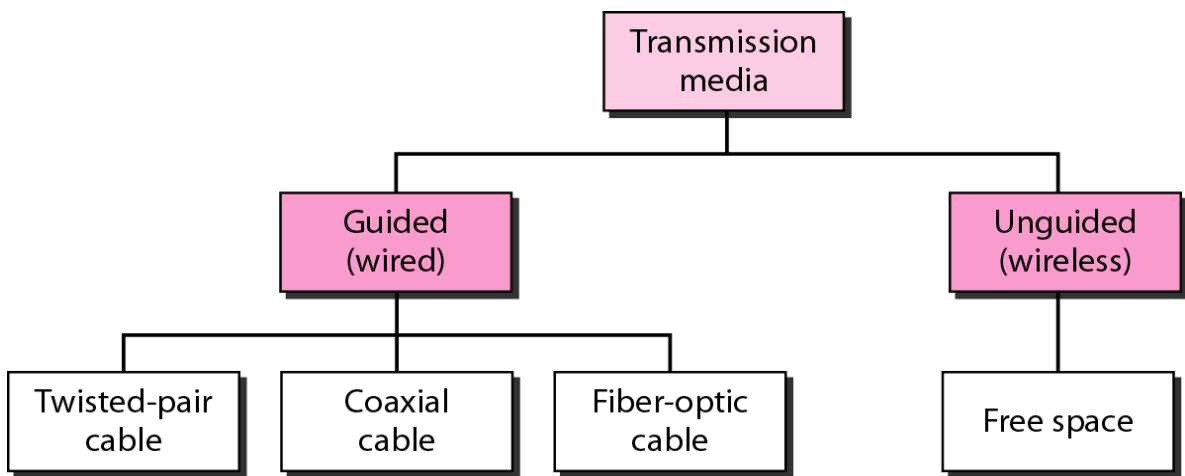 Transmission
media
Guided
(wired)
Unguided
(wireless)
Twisted-pair
cable
Coaxial
cable
Fiber-optic
cable
Free space